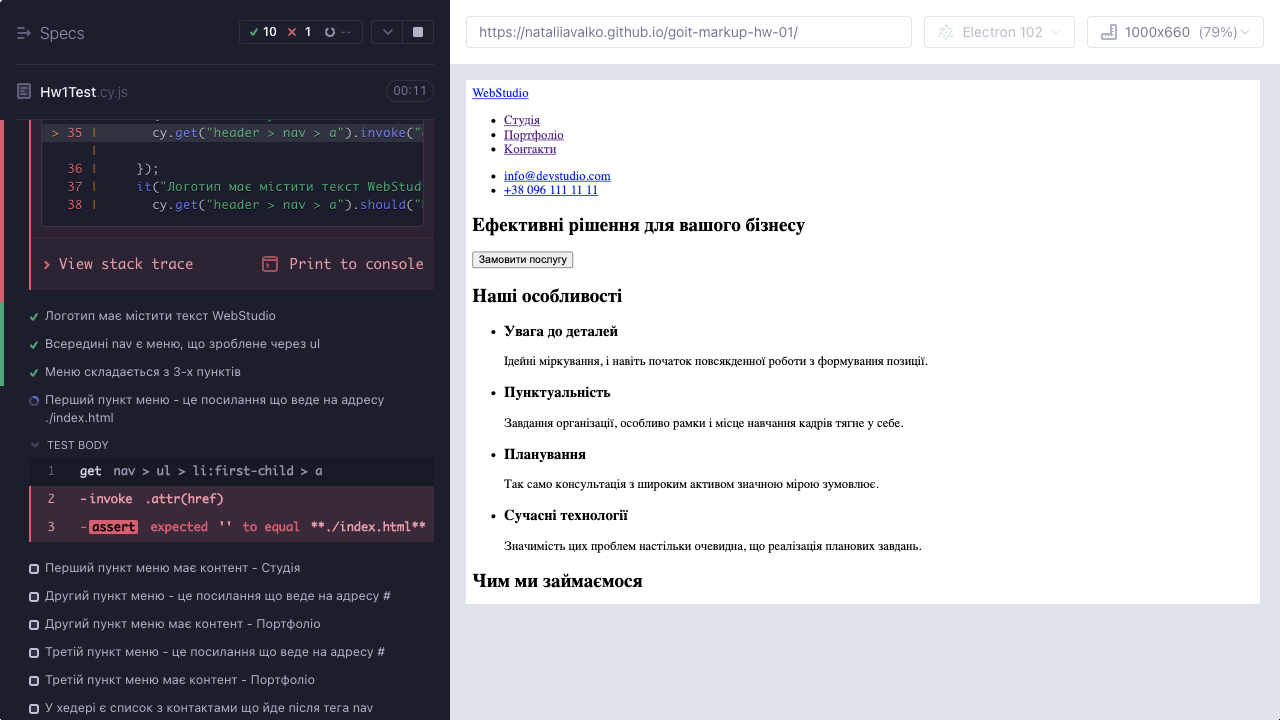 Specs
10 1 --
Hw1Test.cy.js
00:11
> 35 | cy.get("header > nav > a").invoke("
|
36 | });
37 | it("Логотип має містити текст WebStud
38 | cy.get("header > nav > a").should("
View stack trace
Print to console
Логотип має містити текст WebStudio
Всередині nav є меню, що зроблене через ul
Меню складається з 3-х пунктів
Перший пункт меню - це посилання що веде на адресу
./index.html
TEST BODY
1 get nav > ul > li:first-child > a
2 -invoke .attr(href)
3 -assert expected '' to equal **./index.html**
Перший пункт меню має контент - Студія
Другий пункт меню - це посилання що веде на адресу #
Другий пункт меню має контент - Портфоліо
Третій пункт меню - це посилання що веде на адресу #
Третій пункт меню має контент - Портфоліо
У хедері є список з контактами що йде після тега nav
https://nataliiavalko.github.io/goit-markup-hw-01/
Electron 102
1000x660 (79%)
WebStudio
Студія
Портфоліо
Контакти
info@devstudio.com
+38 096 111 11 11
Ефективні рішення для вашого бізнесу
Замовити послугу
Наші особливості
Увага до деталей
Ідейні міркування, і навіть початок повсякденної роботи з формування позиції.
Пунктуальність
Завдання організації, особливо рамки і місце навчання кадрів тягне у себе.
Планування
Так само консультація з широким активом значною мірою зумовлює.
Сучасні технології
Значимість цих проблем настільки очевидна, що реалізація планових завдань.
Чим ми займаємося